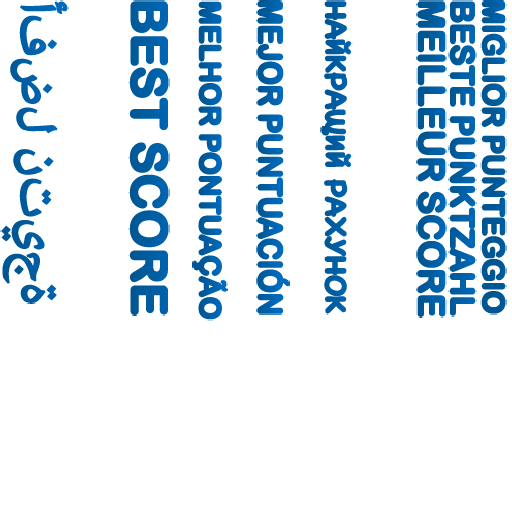 MIGLIOR PUNTEGGIO
BESTE PUNKTZAHL
MEILLEUR SCORE
НАЙКРАЩИЙ РАХУНОК
MEJOR PUNTUACIÓN
MELHOR PONTUAÇÃO
BEST SCORE
أفضل نتيجة